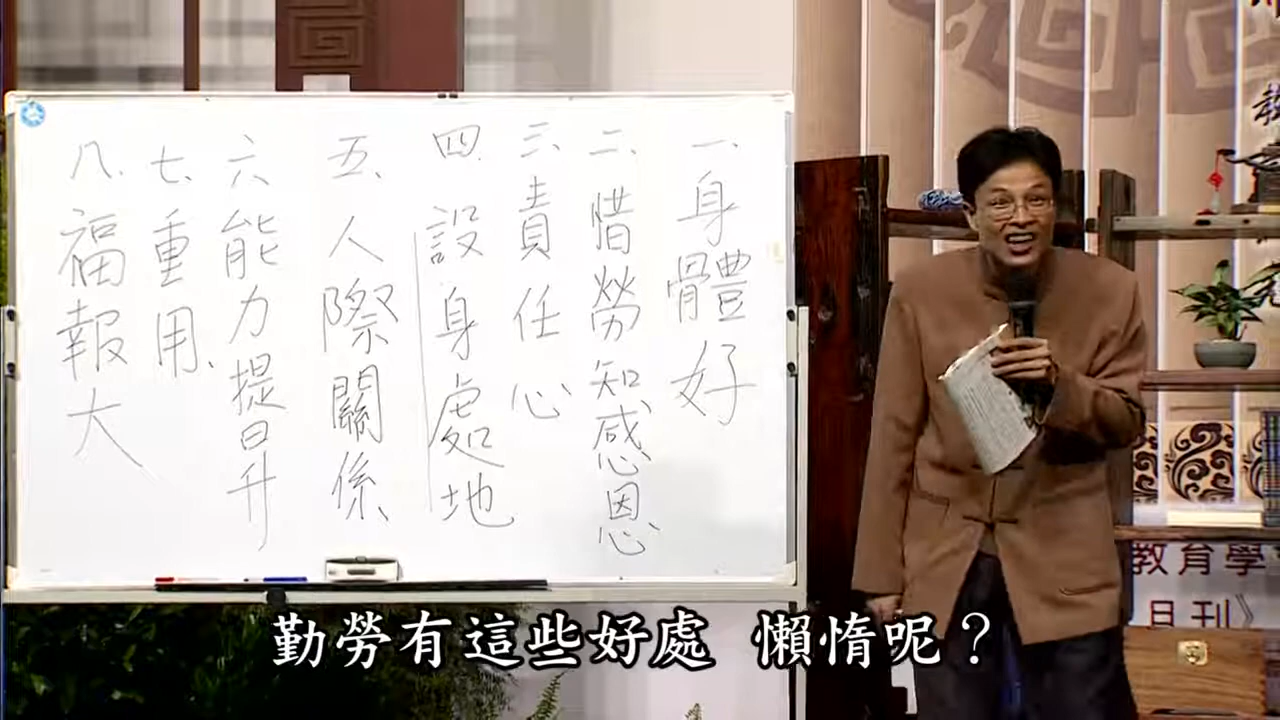 一、身體好
二、惜勞知感恩
三、責任心
四、設身處地
五、人際關係
六、能力提昇
七、重用
八、福報大
教育學
月刊》
勤勞有這些好處 懶惰呢？